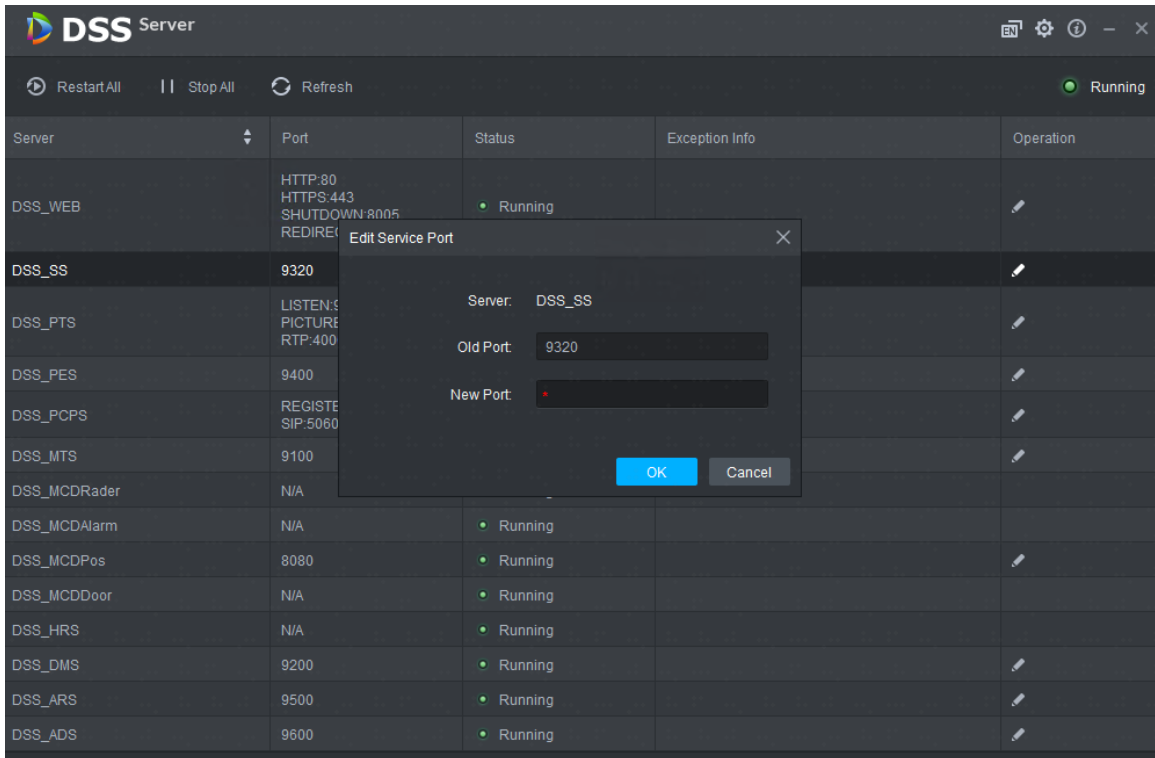 DSS Server
EN
Restart All Stop All Refresh Running
Server Port Status Exception Info Operation
DSS_WEB
HTTP:80
HTTPS:443
SHUTDOWN:8005
Running
Edit Service Port
DSS_SS 9320
Server: DSS_SS
DSS_PTS
Old Port: 9320
DSS_PES 9400
New Port: *
DSS_PCPS
SIP:5060
DSS_MTS 9100
OK Cancel
DSS_MCDRader N/A
DSS_MCDAlarm N/A Running
DSS_MCDPos 8080 Running
DSS_MCDDoor N/A Running
DSS_HRS N/A Running
DSS_DMS 9200 Running
DSS_ARS 9500 Running
DSS_ADS 9600 Running